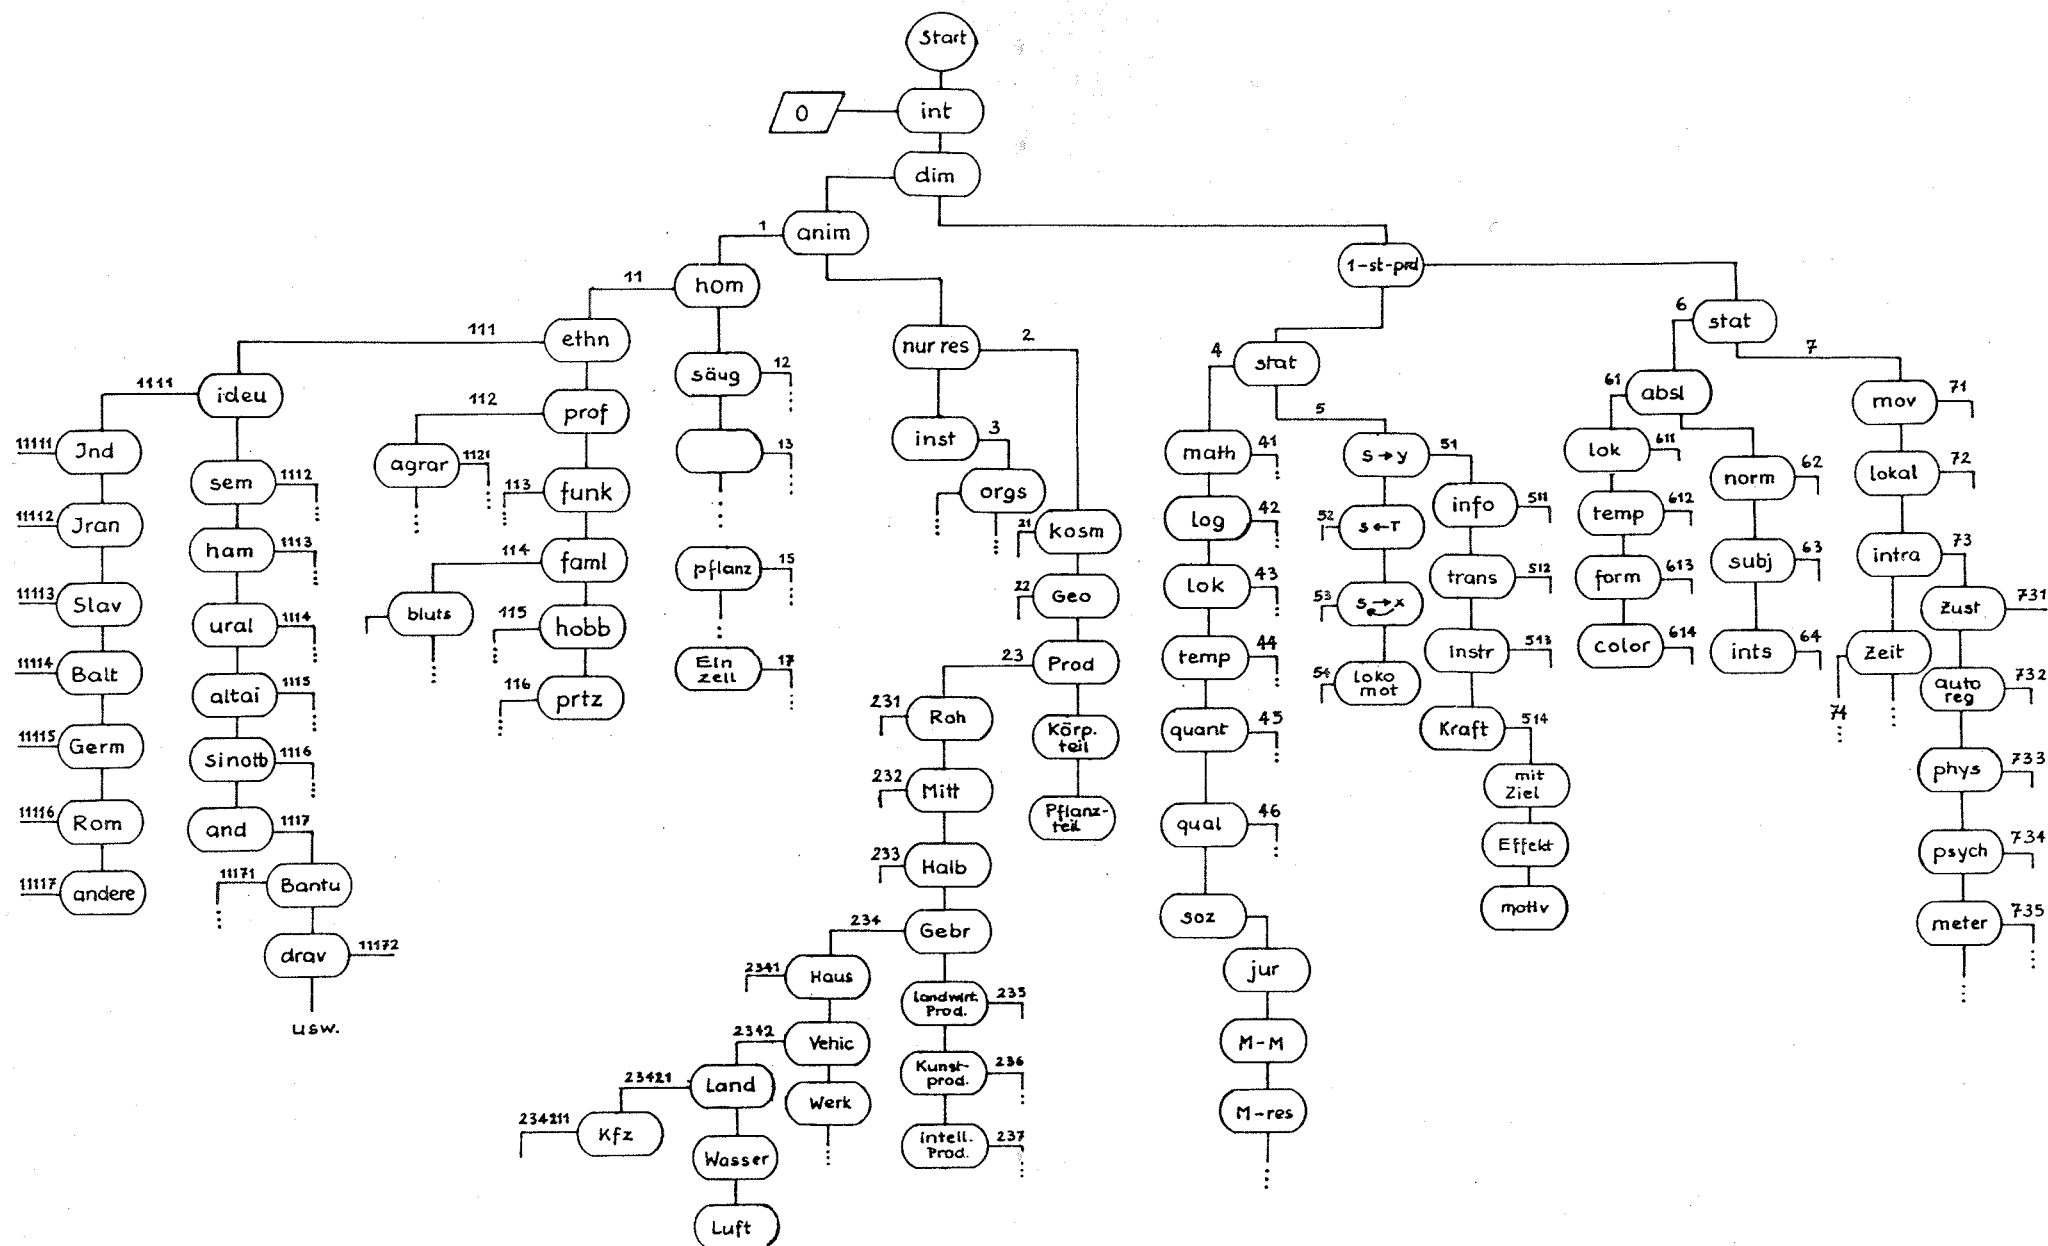 Start
0
int
dim
1
anim
11
hom
1-st-prd
6
stat
111
ethn
nur res
2
4
stat
7
1111
ideu
112
prof
säug
12
5
61
absl
mov
71
11111
Jnd
agrar
1121
13
inst
3
math
41
s→y
51
lok
611
norm
62
lokal
72
sem
1112
113
funk
orgs
info
511
11112
Jran
21
kosm
log
42
52
s←T
temp
612
ham
1113
114
faml
pflanz
15
intra
73
11113
Slav
bluts
22
Geo
lok
43
53
s→x
trans
512
form
613
subj
63
Zust
731
ural
1114
115
hobb
Ein
zell
17
23
Prod
temp
44
instr
513
color
614
ints
64
Zeit
74
11114
Balt
altai
1115
116
prtz
231
Roh
Körp.
teil
54
loko
mot
auto
reg
732
11115
Germ
sinotb
1116
quant
45
Kraft
514
phys
733
232
Mitt
Pflanz-
teil
mit
Ziel
11116
Rom
and
1117
qual
46
Effekt
psych
734
233
Halb
11117
andere
11171
Bantu
soz
motiv
meter
735
234
Gebr
drav
11172
2341
Haus
jur
usw.
landwirt.
Prod.
235
2342
Vehic
M-M
23421
Land
Werk
Kunst-
prod.
236
M-res
234211
Kfz
intell.
Prod.
237
Wasser
Luft